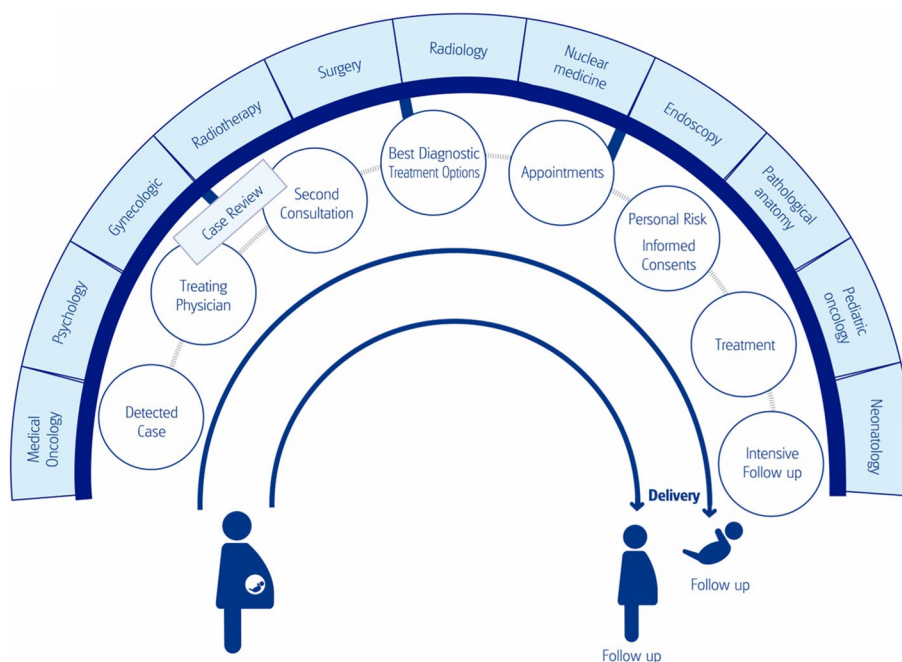 Medical
Oncology
Psychology
Gynecologic
Radiotherapy
Surgery
Radiology
Nuclear
medicine
Endoscopy
Pathological
anatomy
Pediatric
oncology
Neonatology
Detected
Case
Treating
Physician
Case Review
Second
Consultation
Best Diagnostic
Treatment Options
Appointments
Personal Risk
Informed
Consents
Treatment
Intensive
Follow up
Delivery
Follow up
Follow up